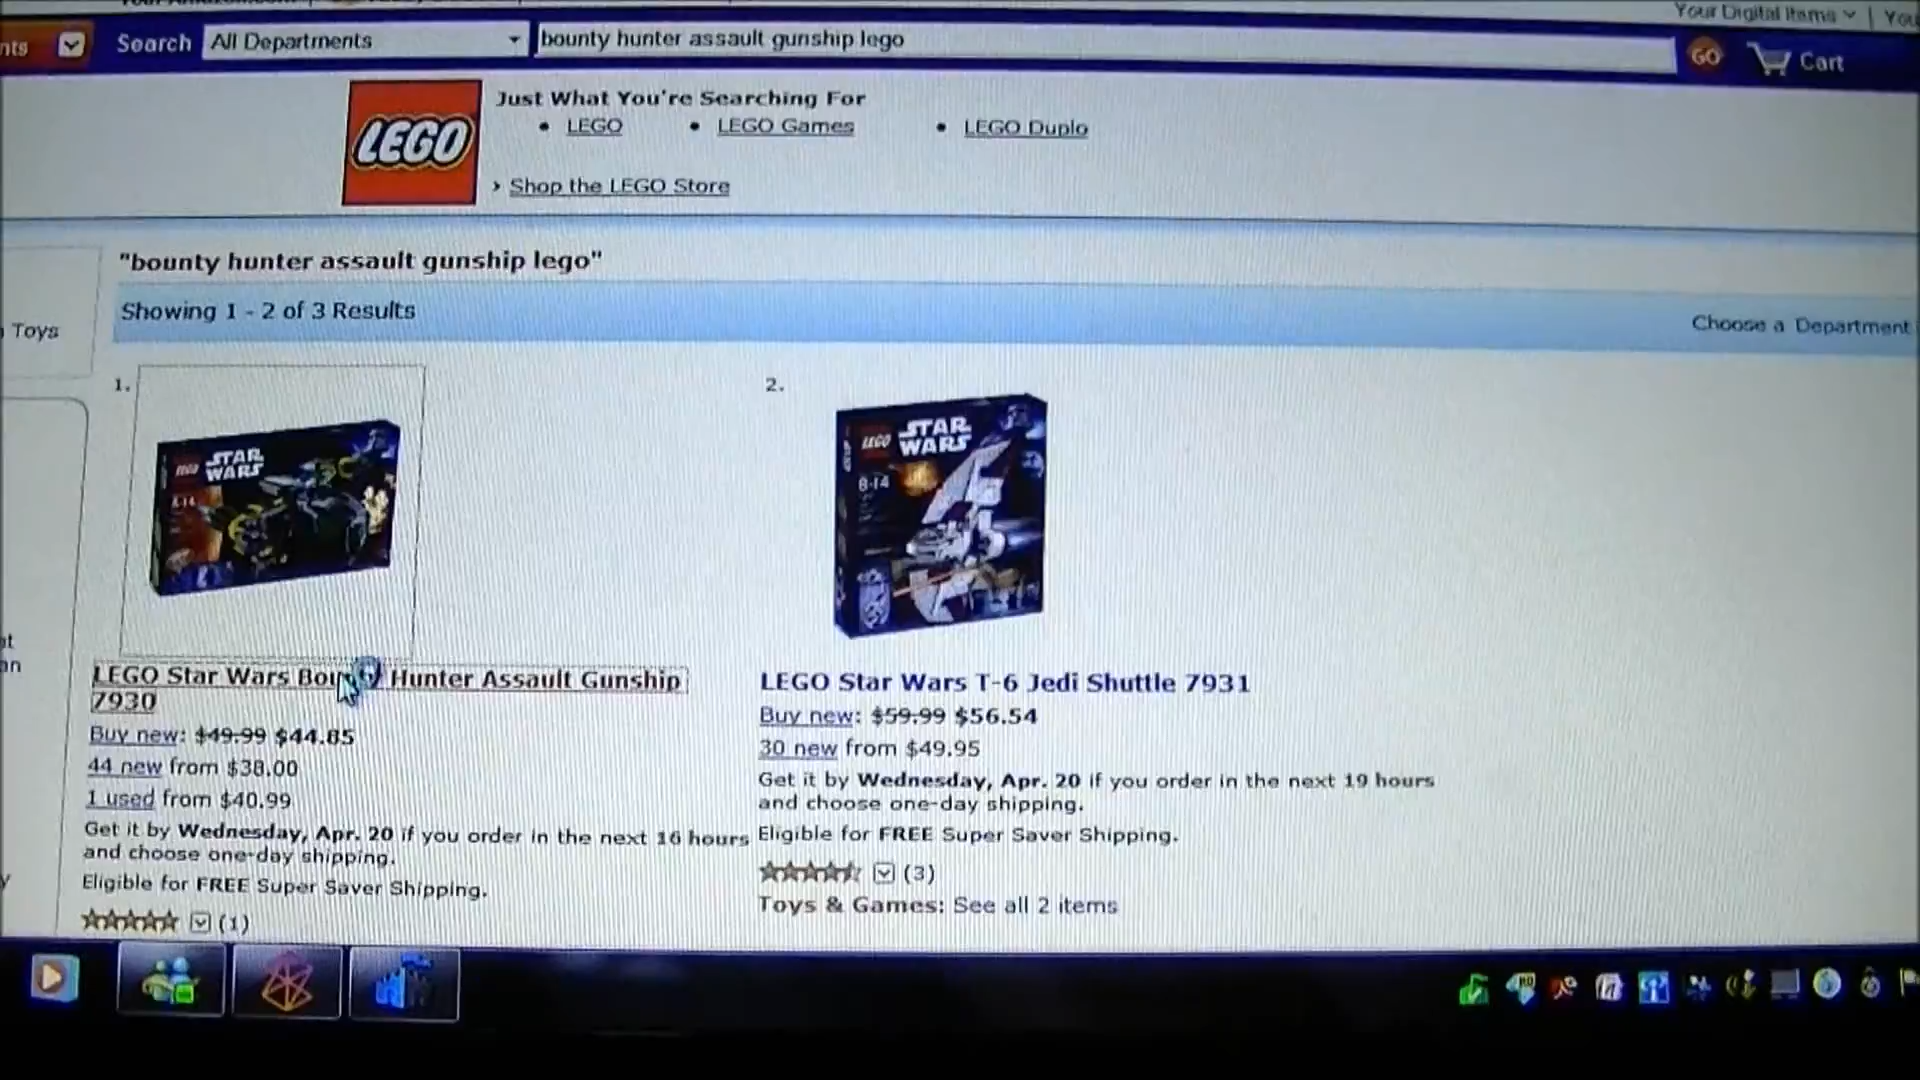 Your Digital Items
nts Search All Departments bounty hunter assault gunship lego GO Cart
LEGO
Just What You're Searching For
• LEGO • LEGO Games • LEGO Duplo
› Shop the LEGO Store
"bounty hunter assault gunship lego"
Showing 1 - 2 of 3 Results
Choose a Department
Toys
1.
LEGO STAR WARS
LEGO Star Wars Bounty Hunter Assault Gunship
7930
Buy new: $49.99 $44.85
44 new from $38.00
1 used from $40.99
Get it by Wednesday, Apr. 20 if you order in the next 16 hours
and choose one-day shipping.
Eligible for FREE Super Saver Shipping.
(1)
2.
LEGO STAR WARS
8-14
LEGO Star Wars T-6 Jedi Shuttle 7931
Buy new: $59.99 $56.54
30 new from $49.95
Get it by Wednesday, Apr. 20 if you order in the next 19 hours
and choose one-day shipping.
Eligible for FREE Super Saver Shipping.
(3)
Toys & Games: See all 2 items